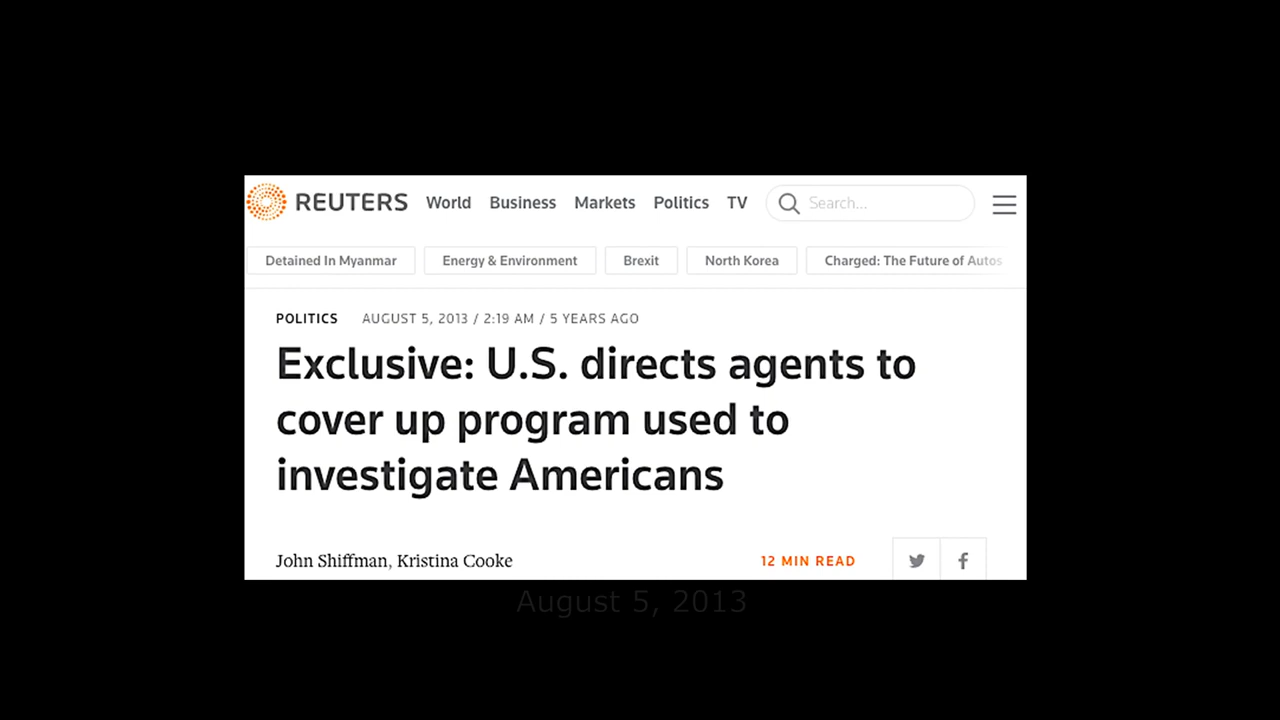 REUTERS World Business Markets Politics TV Search...
Detained In Myanmar Energy & Environment Brexit North Korea Charged: The Future of Autos
POLITICS AUGUST 5, 2013 / 2:19 AM / 5 YEARS AGO
Exclusive: U.S. directs agents to
cover up program used to
investigate Americans
John Shiffman, Kristina Cooke 12 MIN READ
August 5, 2013